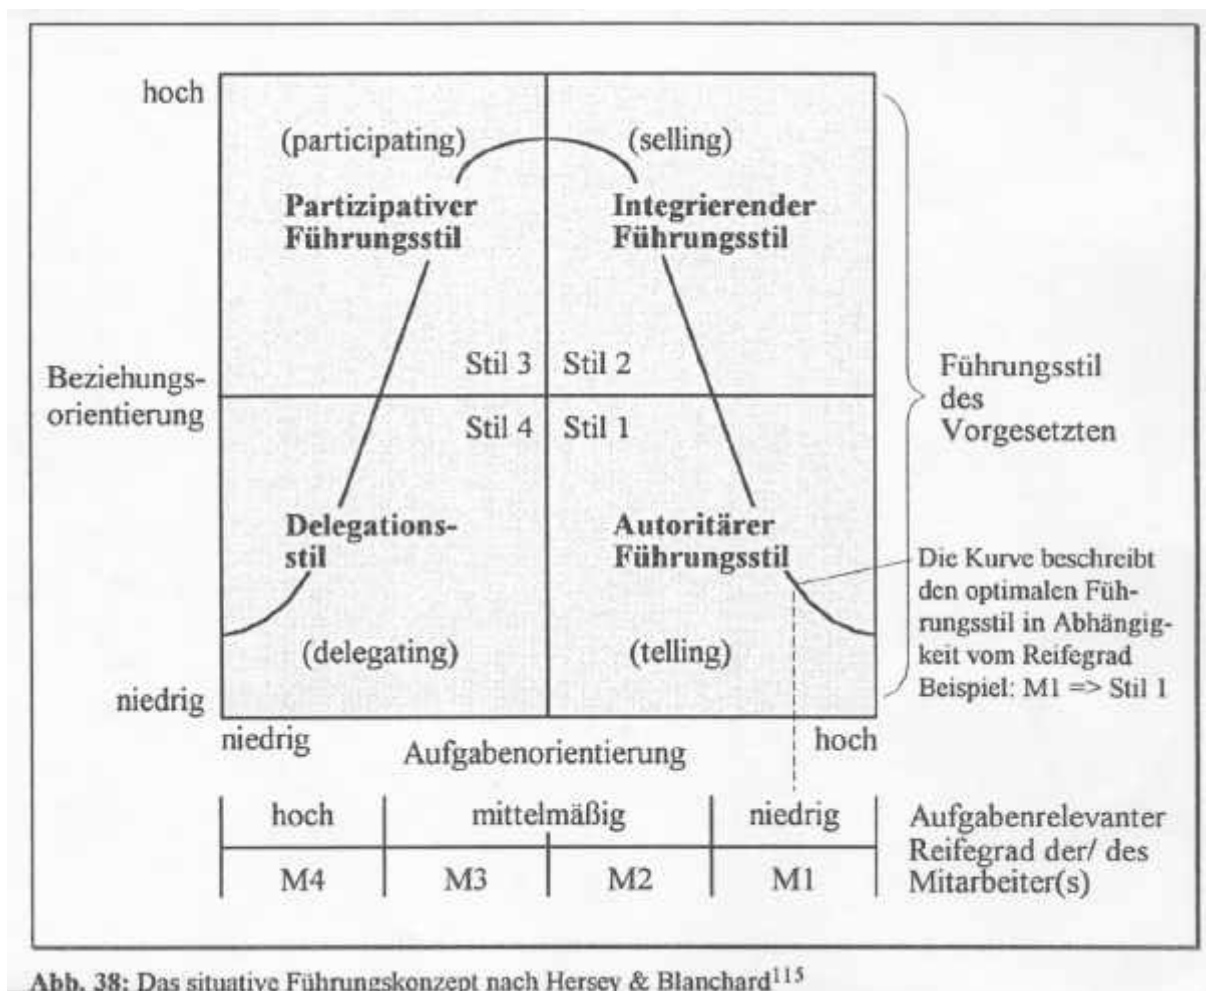 hoch
(participating)
(selling)
Partizipativer
Führungsstil
Integrierender
Führungsstil
Stil 3
Stil 2
Beziehungs-
orientierung
Führungsstil
des
Vorgesetzten
Stil 4
Stil 1
Delegations-
stil
Autoritärer
Führungsstil
Die Kurve beschreibt
den optimalen Füh-
rungsstil in Abhängig-
keit vom Reifegrad
Beispiel: M1 => Stil 1
(delegating)
(telling)
niedrig
niedrig
Aufgabenorientierung
hoch
hoch
mittelmäßig
niedrig
Aufgabenrelevanter
Reifegrad der/ des
Mitarbeiter(s)
M4
M3
M2
M1
Abb. 38: Das situative Führungskonzept nach Hersey & Blanchard115